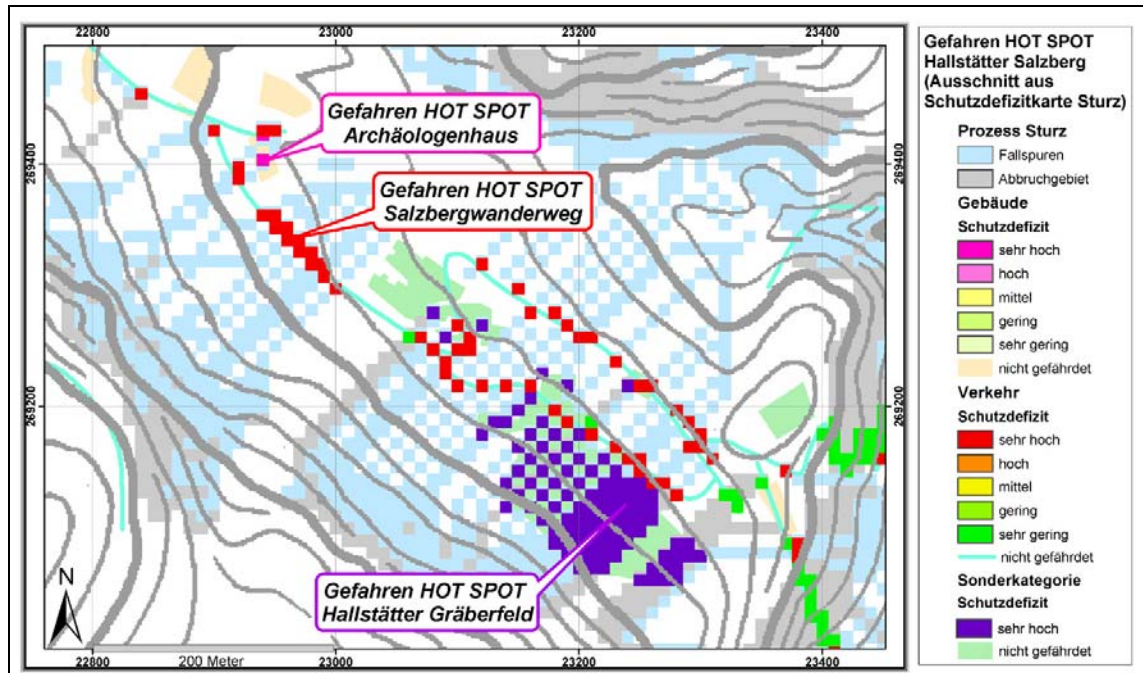 22800
23000
23200
23400
269400
269200
269400
269200
Gefahren HOT SPOT
Archäologenhaus
Gefahren HOT SPOT
Salzbergwanderweg
Gefahren HOT SPOT
Hallstätter Gräberfeld
N
22800
200 Meter
23000
23200
23400
Gefahren HOT SPOT
Hallstätter Salzberg
(Ausschnitt aus
Schutzdefizitkarte Sturz)
Prozess Sturz
Fallspuren
Abbruchgebiet
Gebäude
Schutzdefizit
sehr hoch
hoch
mittel
gering
sehr gering
nicht gefährdet
Verkehr
Schutzdefizit
sehr hoch
hoch
mittel
gering
sehr gering
nicht gefährdet
Sonderkategorie
Schutzdefizit
sehr hoch
nicht gefährdet